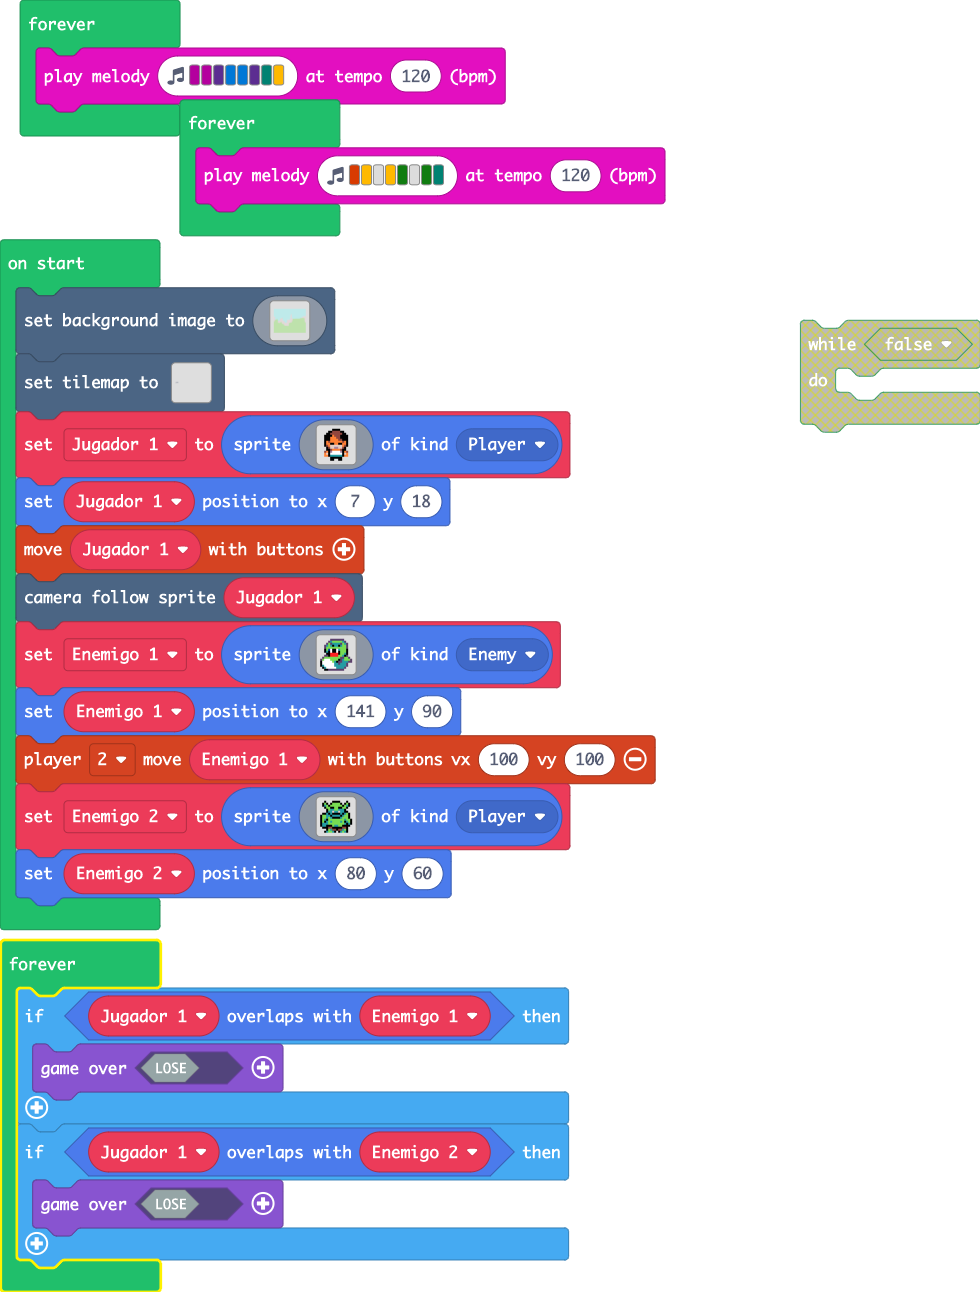 forever
play melody at tempo 120 (bpm)
forever
play melody at tempo 120 (bpm)
on start
set background image to
while false
set tilemap to
do
set Jugador 1 to sprite of kind Player
set Jugador 1 position to x 7 y 18
move Jugador 1 with buttons
camera follow sprite Jugador 1
set Enemigo 1 to sprite of kind Enemy
set Enemigo 1 position to x 141 y 90
player 2 move Enemigo 1 with buttons vx 100 vy 100
set Enemigo 2 to sprite of kind Player
set Enemigo 2 position to x 80 y 60
forever
if Jugador 1 overlaps with Enemigo 1 then
game over LOSE
if Jugador 1 overlaps with Enemigo 2 then
game over LOSE